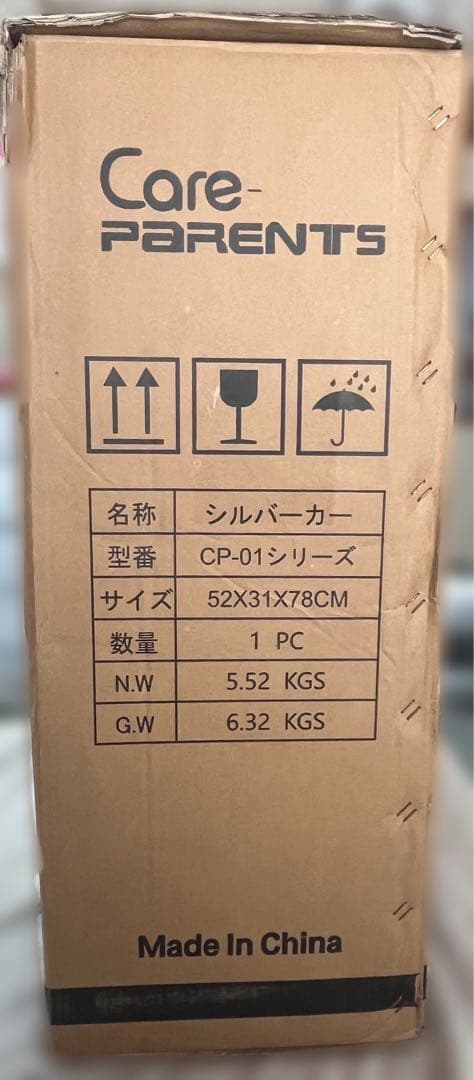 Care-
PARENTS
名称 シルバーカー
型番 CP-01シリーズ
サイズ 52X31X78CM
数量 1 PC
N.W 5.52 KGS
G.W 6.32 KGS
Made In China